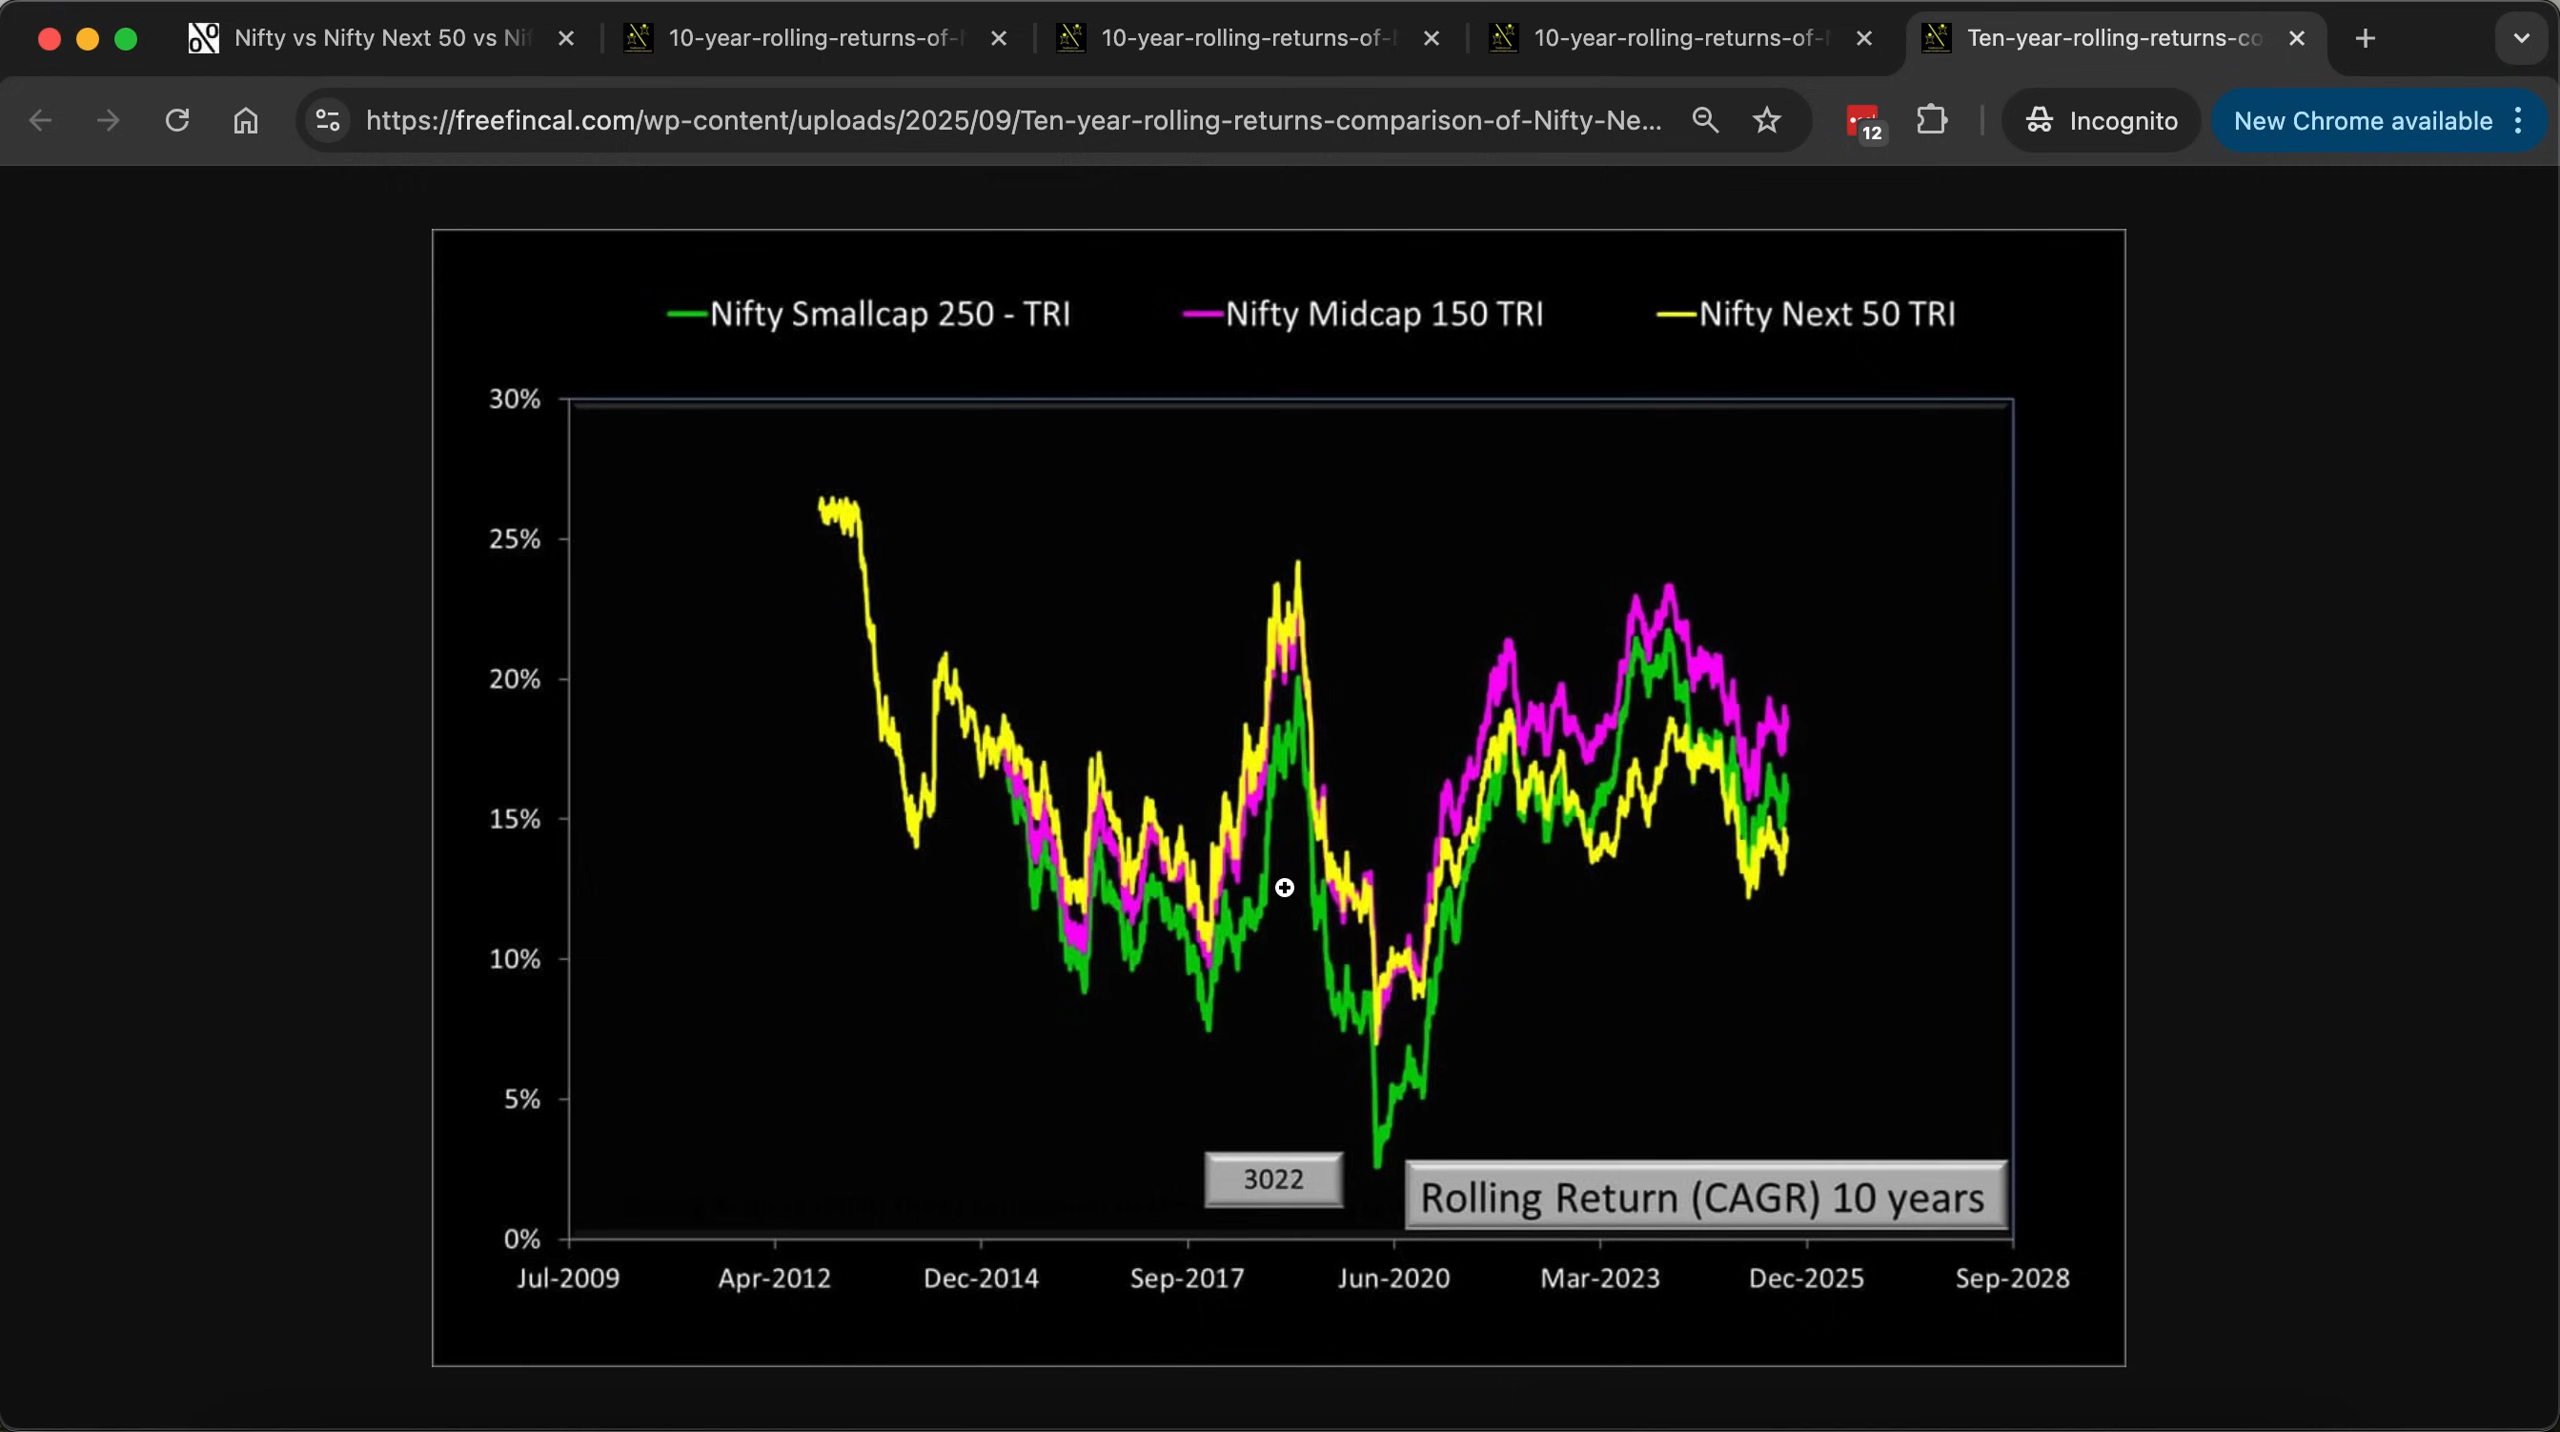 Nifty vs Nifty Next 50 vs Nif
10-year-rolling-returns-of-
10-year-rolling-returns-of-
10-year-rolling-returns-of-
Ten-year-rolling-returns-co
https://freefincal.com/wp-content/uploads/2025/09/Ten-year-rolling-returns-comparison-of-Nifty-Ne...
12
Incognito
New Chrome available
Nifty Smallcap 250 - TRI
Nifty Midcap 150 TRI
Nifty Next 50 TRI
30%
25%
20%
15%
10%
5%
0%
3022
Rolling Return (CAGR) 10 years
Jul-2009
Apr-2012
Dec-2014
Sep-2017
Jun-2020
Mar-2023
Dec-2025
Sep-2028